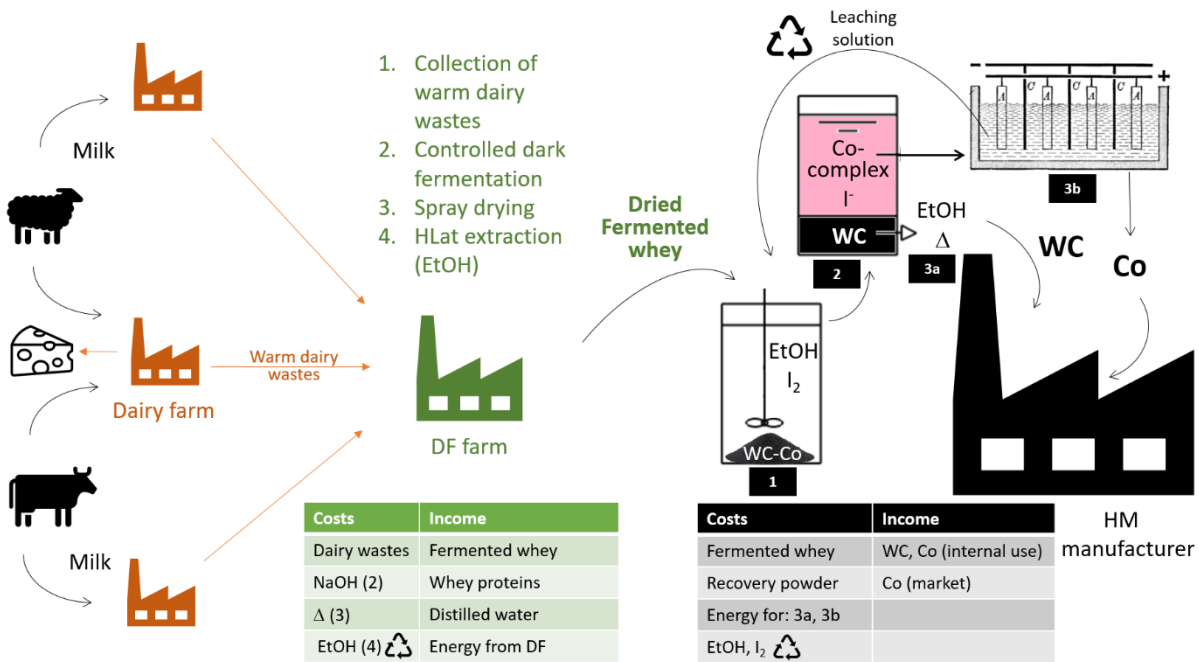 Milk
Dairy farm
Milk
Warm dairy
wastes
1. Collection of
warm dairy
wastes
2. Controlled dark
fermentation
3. Spray drying
4. HLat extraction
(EtOH)
DF farm
Dried
Fermented
whey
Leaching
solution
EtOH
I₂
WC-Co
1
Co-
complex
I⁻
WC
2
EtOH
Δ
3a
- +
A C A C A C A
3b
WC
Co
HM
manufacturer
Costs Income
Dairy wastes Fermented whey
NaOH (2) Whey proteins
Δ (3) Distilled water
EtOH (4) Energy from DF
Costs Income
Fermented whey WC, Co (internal use)
Recovery powder Co (market)
Energy for: 3a, 3b
EtOH, I₂